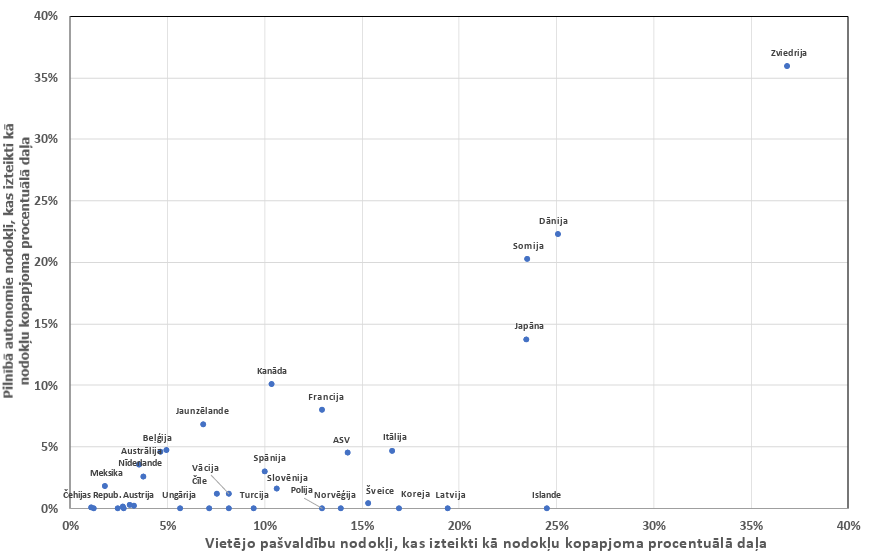 40%
Zviedrija
35%
30%
25%
Dānija
Somija
20%
15%
Japāna
Kanāda
10%
Francija
Jaunzēlande
Beļģija
ASV
Itālija
5%
Austrālija
Spānija
Nīderlande
Vācija
Meksika
Slovēnija
Čīle
Polija
Šveice
Čehijas Repub.
Austrija
Ungārija
Turcija
Norvēģija
Koreja
Latvija
Islande
0%
0% 5% 10% 15% 20% 25% 30% 35% 40%
Vietējo pašvaldību nodokļi, kas izteikti kā nodokļu kopapjoma procentuālā daļa
Pilnībā autonomie nodokļi, kas izteikti kā
nodokļu kopapjoma procentuālā daļa